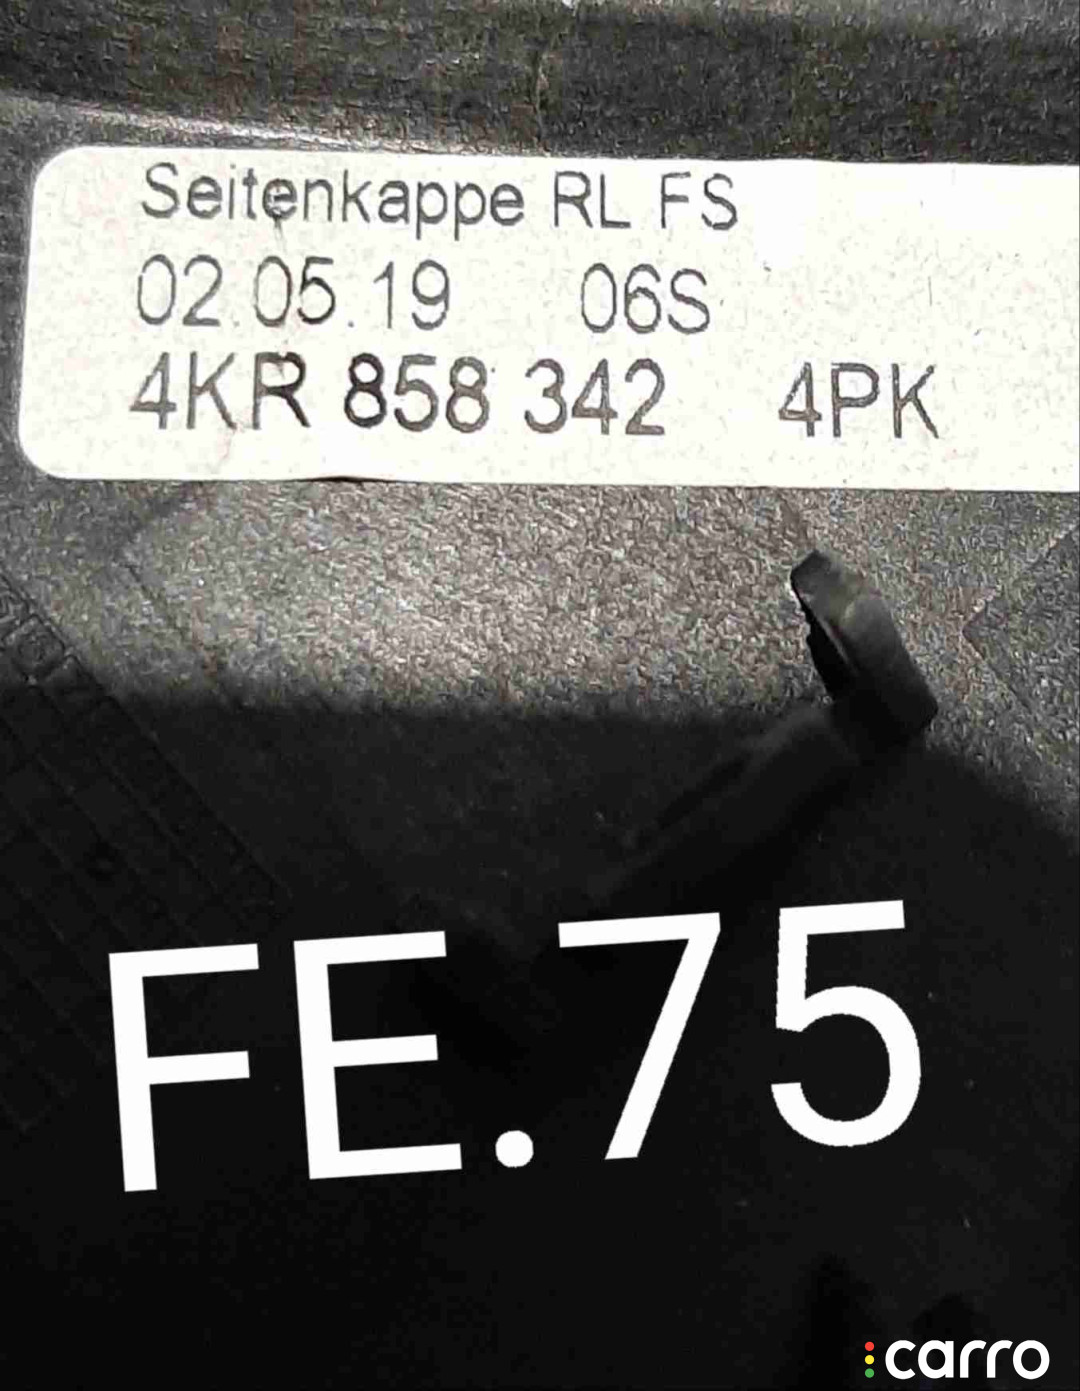 Seitenkappe RL FS
02.05.19 06S
4KR 858 342 4PK
FE.75
carro